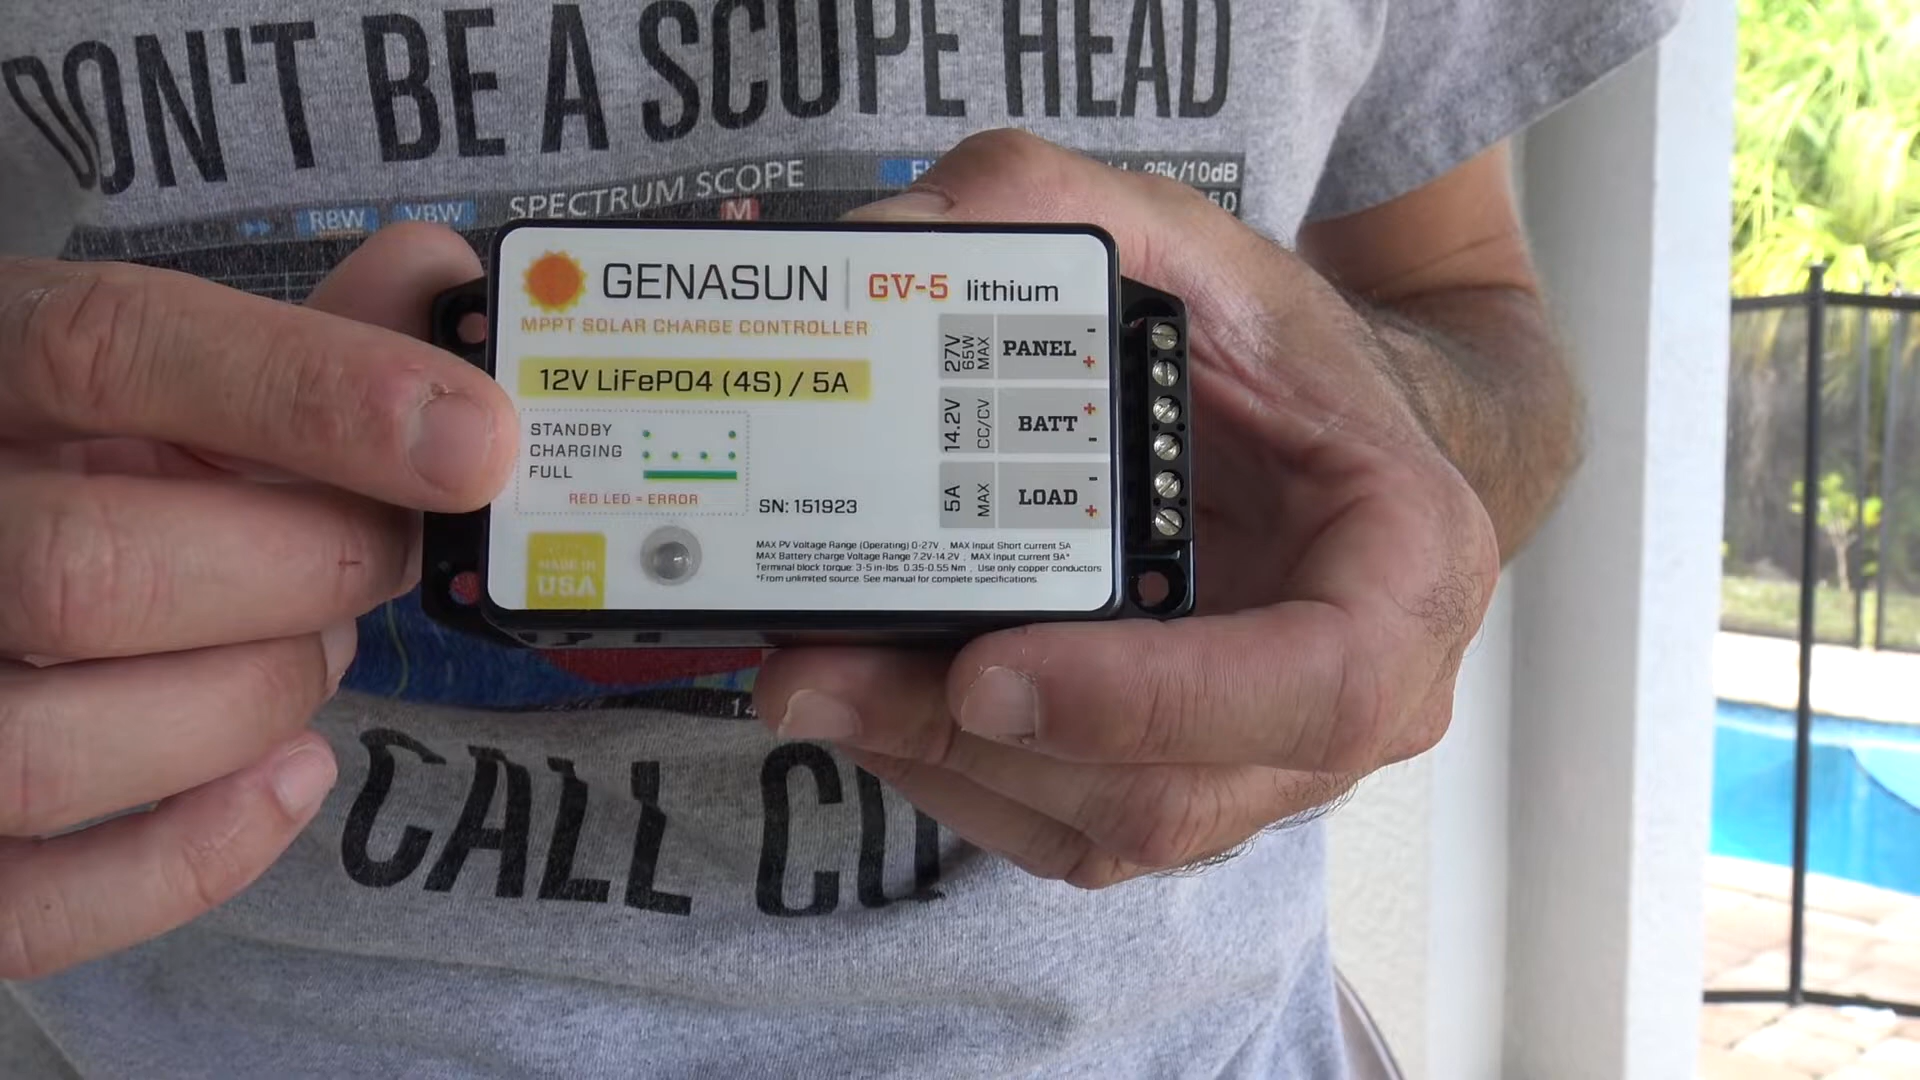 DON'T BE A SCOPE HEAD
25k/10dB
SPECTRUM SCOPE
RBW VBW
M
50
GENASUN GV-5 lithium
MPPT SOLAR CHARGE CONTROLLER
12V LiFePO4 (4S) / 5A
27V 65W MAX PANEL - +
14.2V CC/CV BATT + -
5A MAX LOAD - +
STANDBY
CHARGING
FULL
RED LED = ERROR
SN: 151923
MAX PV Voltage Range (Operating) 0-27V , MAX Input Short current 5A
MAX Battery charge Voltage Range 7.2V-14.2V , MAX Input current 9A*
Terminal block torque: 3-5 in-lbs 0.35-0.55 Nm , Use only copper conductors
*From unlimited source. See manual for complete specifications.
MADE IN
USA
14
CALL